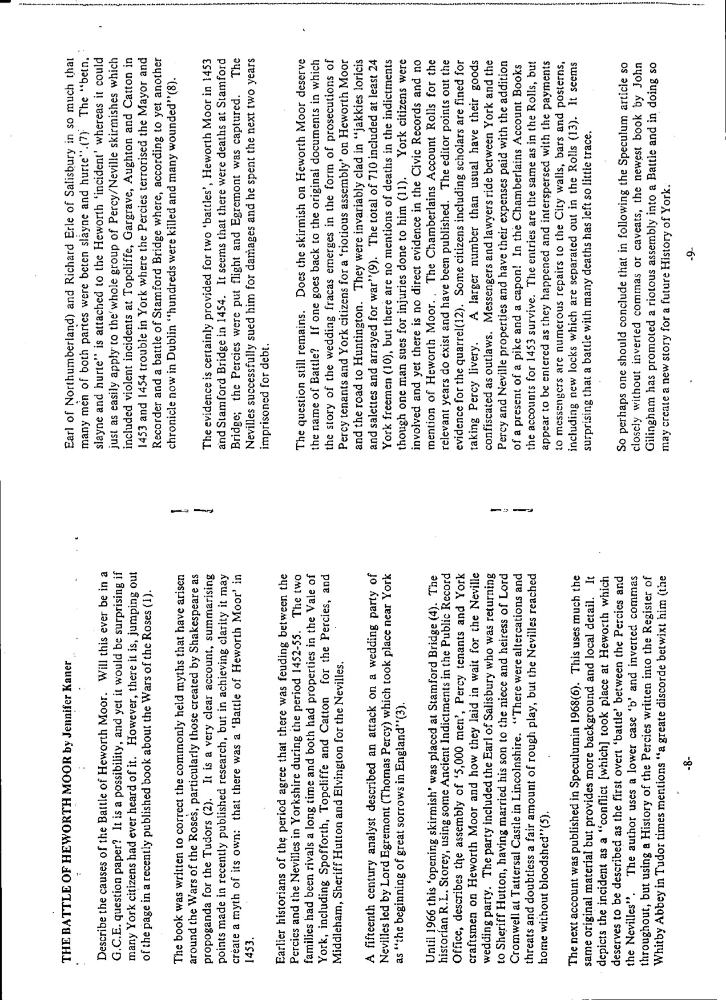 THE BATTLE OF HEWORTH MOOR by Jennifer Kaner
Describe the causes of the Battle of Heworth Moor. Will this ever be in a
G.C.E. question paper? It is a possibility, and yet it would be surprising if
many York citizens had ever heard of it. However, there it is, jumping out
of the page in a recently published book about the Wars of the Roses (1).
The book was written to correct the commonly held myths that have arisen
around the Wars of the Roses, particularly those created by Shakespeare as
propoganda for the Tudors (2). It is a very clear account, summarising
points made in recently published research, but in achieving clarity it may
create a myth of its own: that there was a 'Battle of Heworth Moor' in
1453.
Earlier historians of the period agree that there was feuding between the
Percies and the Nevilles in Yorkshire during the period 1452-55. The two
families had been rivals a long time and both had properties in the Vale of
York, including Spofforth, Topcliffe and Catton for the Percies, and
Middleham, Sheriff Hutton and Elvington for the Nevilles.
A fifteenth century analyst described an attack on a wedding party of
Nevilles led by Lord Egremont (Thomas Percy) which took place near York
as "the beginning of great sorrows in England"(3).
Until 1966 this 'opening skirmish' was placed at Stamford Bridge (4). The
historian R.L. Storey, using some Ancient Indictments in the Public Record
Office, describes the assembly of '5,000 men', Percy tenants and York
craftsmen on Heworth Moor and how they laid in wait for the Neville
wedding party. The party included the Earl of Salisbury who was returning
to Sheriff Hutton, having married his son to the niece and heiress of Lord
Cromwell at Tattersal Castle in Lincolnshire. "There were altercations and
threats and doubtless a fair amount of rough play, but the Nevilles reached
home without bloodshed"(5).
The next account was published in Speculumin 1968(6). This uses much the
same original material but provides more background and local detail. It
depicts the incident as a "conflict [which] took place at Heworth which
deserves to be described as the first overt 'battle' between the Percies and
the Nevilles". The author uses a lower case 'b' and inverted commas
throughout, but using a History of the Percies written into the Register of
Whitby Abbey in Tudor times mentions "a greate discorde betwixt him (the
-8-
Earl of Northumberland) and Richard Erle of Salisbury in so much that
many men of both partes were beten slayne and hurte".(7) The "betn,
slayne and hurte" is attached to the Heworth 'incident' whereas it could
just as easily apply to the whole group of Percy/Neville skirmishes which
included violent incidents at Topcliffe, Gargrave, Aughton and Catton in
1453 and 1454 trouble in York where the Percies terrorised the Mayor and
Recorder and a battle of Stamford Bridge where, according to yet another
chronicle now in Dublin "hundreds were killed and many wounded"(8).
The evidence is certainly provided for two 'battles', Heworth Moor in 1453
and Stamford Bridge in 1454. It seems that there were deaths at Stamford
Bridge; the Percies were put flight and Egremont was captured. The
Nevilles successfully sued him for damages and he spent the next two years
imprisoned for debt.
The question still remains. Does the skirmish on Heworth Moor deserve
the name of Battle? If one goes back to the original documents in which
the story of the wedding fracas emerges in the form of prosecutions of
Percy tenants and York citizens for a 'riotious assembly' on Heworth Moor
and the road to Huntington. They were invariably clad in "jakkies loricis
and salettes and arrayed for war"(9). The total of 710 included at least 24
York freemen (10), but there are no mentions of deaths in the indictments
though one man sues for injuries done to him (11). York citizens were
involved and yet there is no direct evidence in the Civic Records and no
mention of Heworth Moor. The Chamberlains Account Rolls for the
relevant years do exist and have been published. The editor points out the
evidence for the quarrel(12). Some citizens including scholars are fined for
taking Percy livery. A larger number than usual have their goods
confiscated as outlaws. Messengers and lawyers ride between York and the
Percy and Neville properties and have their expenses paid with the addition
of a present of a pike and a capon! In the Chamberlains Account Books
the accounts for 1453 survive. The entries are the same as in the Rolls, but
appear to be entered as they happened and interspersed with the payments
to messengers are numerous repairs to the City walls, bars and posterns,
including new locks which are separated out in the Rolls (13). It seems
surprising that a battle with many deaths has left so little trace.
So perhaps one should conclude that in following the Speculum article so
closely without inverted commas or caveats, the newest book by John
Gilingham has promoted a riotous assembly into a Battle and in doing so
may create a new story for a future History of York.
-9-